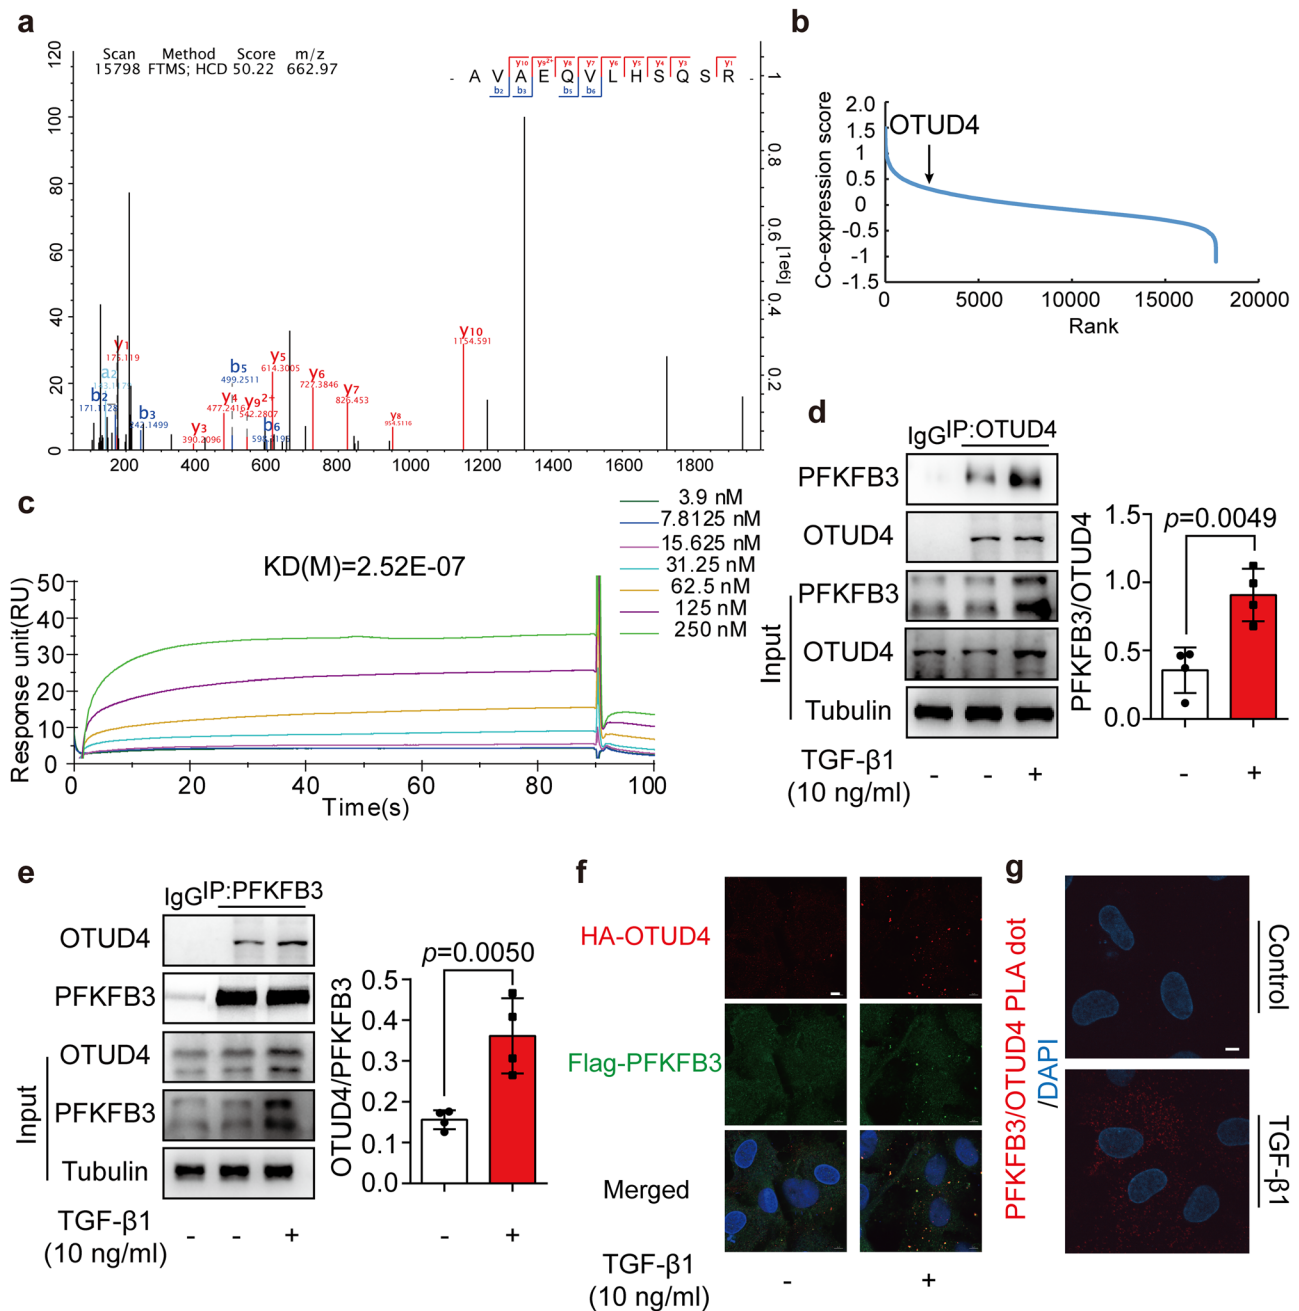 a
Scan Method Score m/z
15798 FTMS; HCD 50.22 662.97
y10 y9 2+ y8 y7 y6 y5 y4 y3 y1
- A V A E Q V L H S Q S R -
b2 b3 b5 b6
120
100
80
60
40
20
0
1
0.8
0.6
[1e6]
0.4
0.2
y1
175.119
a2
b2
171.1128
b3
242.1499
y3
390.2096
y4
477.2416
b5
499.2511
y9 2+
542.2807
b6
y5
614.3005
y6
727.3846
y7
826.453
y8
954.5116
y10
1154.591
200 400 600 800 1000 1200 1400 1600 1800
b
Co-expression score
2.0
1.5
1
0.5
0
-0.5
-1
-1.5
OTUD4
0 5000 10000 15000 20000
Rank
c
KD(M)=2.52E-07
3.9 nM
7.8125 nM
15.625 nM
31.25 nM
62.5 nM
125 nM
250 nM
Response unit(RU)
50
40
30
20
10
0
0 20 40 60 80 100
Time(s)
d
IgG IP:OTUD4
PFKFB3
OTUD4
Input
PFKFB3
OTUD4
Tubulin
TGF-β1
(10 ng/ml)
- - +
PFKFB3/OTUD4
1.5
1.0
0.5
0.0
p=0.0049
- +
e
IgG IP:PFKFB3
OTUD4
PFKFB3
Input
OTUD4
PFKFB3
Tubulin
TGF-β1
(10 ng/ml)
- - +
OTUD4/PFKFB3
0.5
0.4
0.3
0.2
0.1
0.0
p=0.0050
- +
f
HA-OTUD4
Flag-PFKFB3
Merged
TGF-β1
(10 ng/ml)
- +
g
PFKFB3/OTUD4 PLA dot
/DAPI
Control
TGF-β1